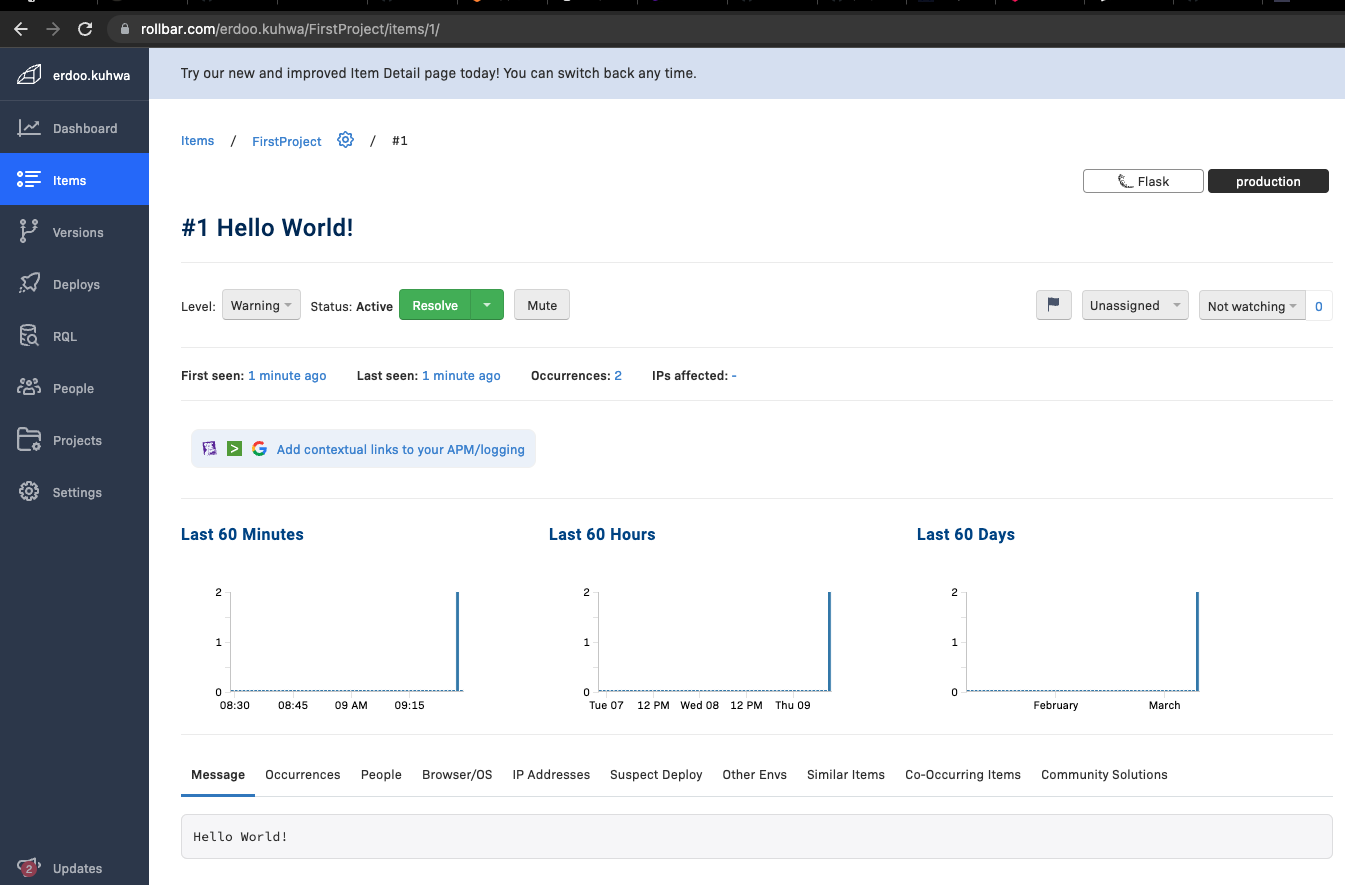 rollbar.com/erdoo.kuhwa/FirstProject/items/1/
erdoo.kuhwa
Try our new and improved Item Detail page today! You can switch back any time.
Dashboard
Items
Versions
Deploys
RQL
People
Projects
Settings
2 Updates
Items / FirstProject / #1
Flask production
#1 Hello World!
Level: Warning Status: Active Resolve Mute Unassigned Not watching 0
First seen: 1 minute ago Last seen: 1 minute ago Occurrences: 2 IPs affected: -
Add contextual links to your APM/logging
Last 60 Minutes
2
1
0
08:30 08:45 09 AM 09:15
Last 60 Hours
2
1
0
Tue 07 12 PM Wed 08 12 PM Thu 09
Last 60 Days
2
1
0
February March
Message Occurrences People Browser/OS IP Addresses Suspect Deploy Other Envs Similar Items Co-Occurring Items Community Solutions
Hello World!